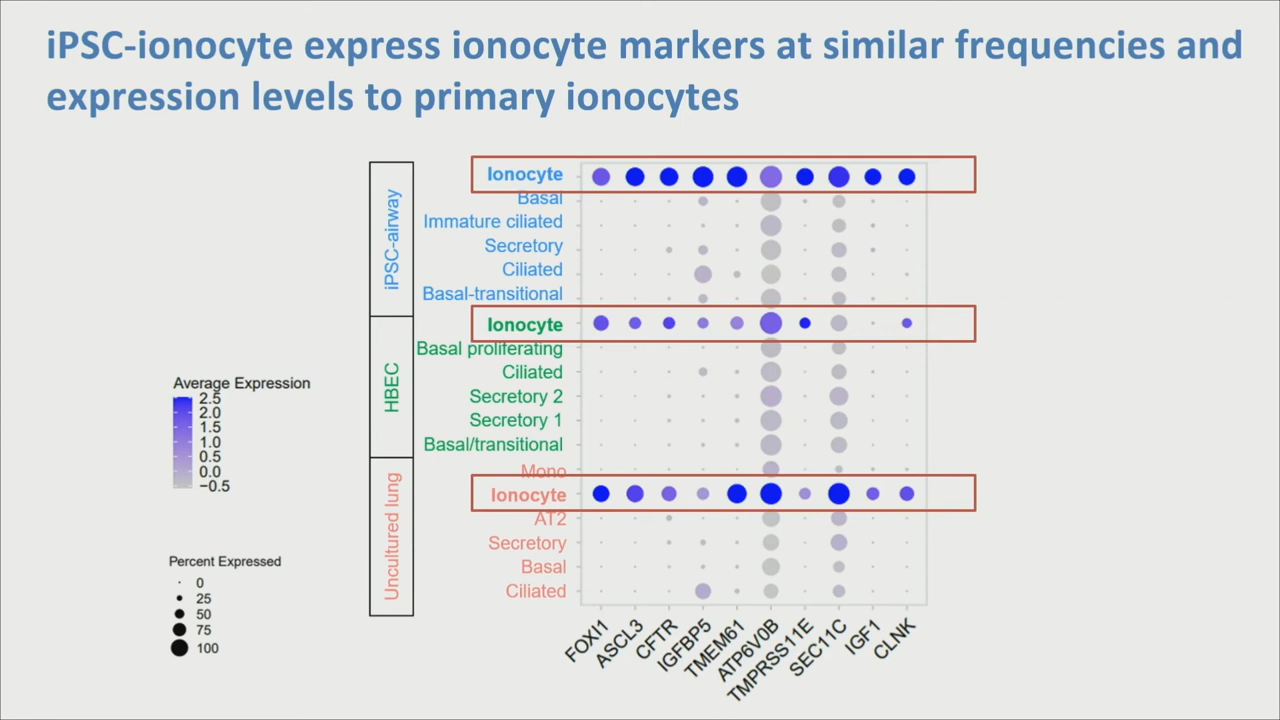 iPSC-ionocyte express ionocyte markers at similar frequencies and
expression levels to primary ionocytes
iPSC-airway
Ionocyte
Basal
Immature ciliated
Secretory
Ciliated
Basal-transitional
HBEC
Ionocyte
Basal proliferating
Ciliated
Secretory 2
Secretory 1
Basal/transitional
Uncultured lung
Mono
Ionocyte
AT2
Secretory
Basal
Ciliated
FOXI1
ASCL3
CFTR
IGFBP5
TMEM61
ATP6V0B
TMPRSS11E
SEC11C
IGF1
CLNK
Average Expression
2.5
2.0
1.5
1.0
0.5
0.0
−0.5
Percent Expressed
0
25
50
75
100